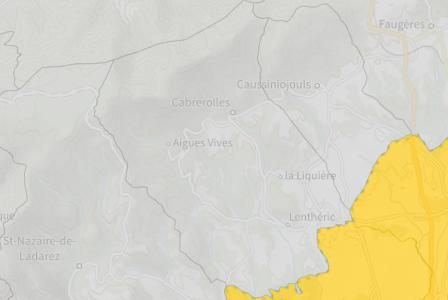 Faugères
Caussiniojouls
Cabrerolles
Aigues Vives
la Liquière
Lenthéric
St-Nazaire-de-
Ladarez